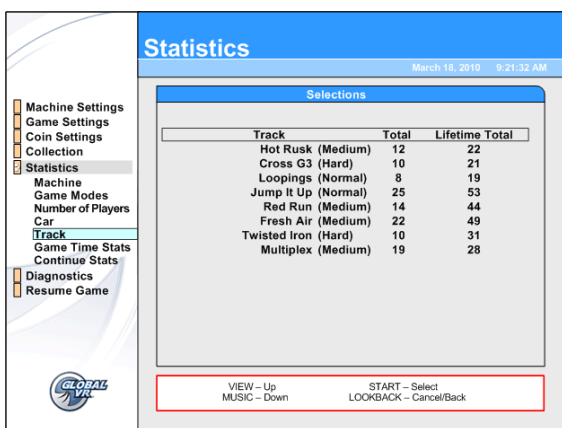 Statistics
March 18, 2010 9:21:32 AM
Machine Settings
Game Settings
Coin Settings
Collection
Statistics
Machine
Game Modes
Number of Players
Car
Track
Game Time Stats
Continue Stats
Diagnostics
Resume Game
Selections
Track Total Lifetime Total
Hot Rusk (Medium) 12 22
Cross G3 (Hard) 10 21
Loopings (Normal) 8 19
Jump It Up (Normal) 25 53
Red Run (Medium) 14 44
Fresh Air (Medium) 22 49
Twisted Iron (Hard) 10 31
Multiplex (Medium) 19 28
GLOBAL
VR
VIEW – Up START – Select
MUSIC – Down LOOKBACK – Cancel/Back